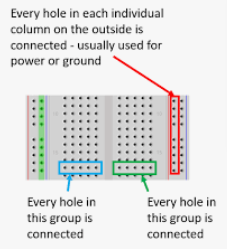 Every hole in each individual
column on the outside is
connected - usually used for
power or ground
Every hole in
this group is
connected
Every hole in
this group is
connected